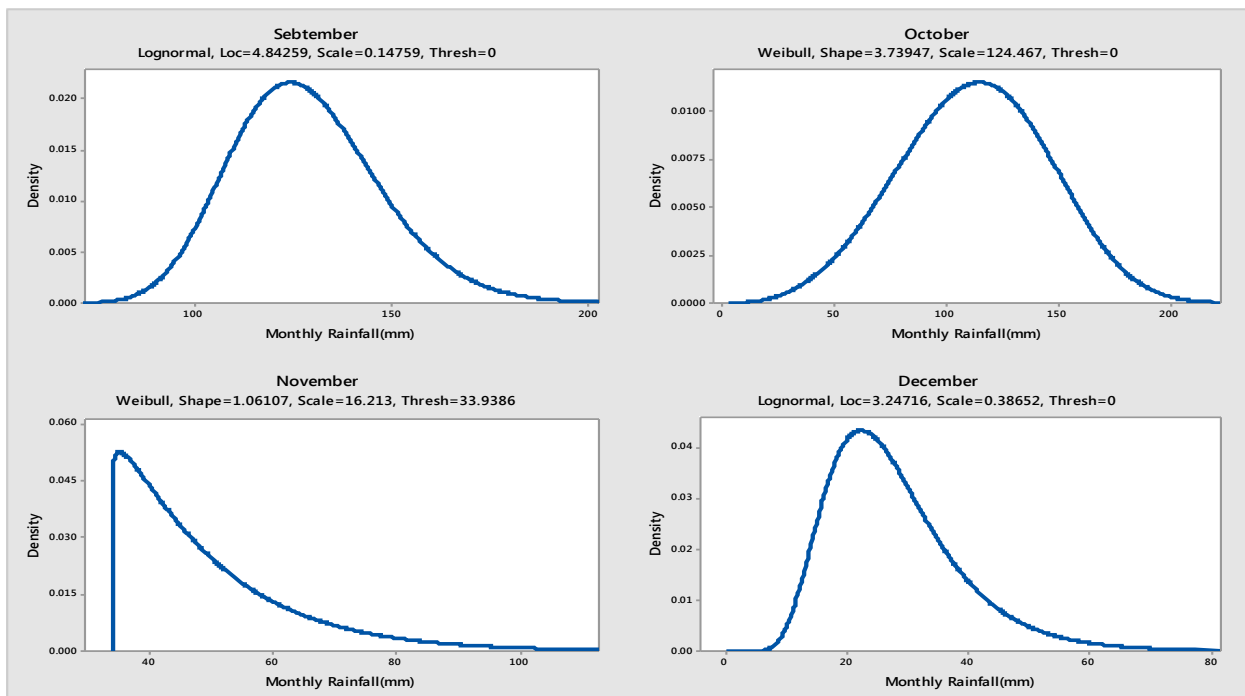 Sebtember
Lognormal, Loc=4.84259, Scale=0.14759, Thresh=0
0.020
0.015
0.010
0.005
0.000
Density
100 150 200
Monthly Rainfall(mm)
October
Weibull, Shape=3.73947, Scale=124.467, Thresh=0
0.0100
0.0075
0.0050
0.0025
0.0000
Density
0 50 100 150 200
Monthly Rainfall(mm)
November
Weibull, Shape=1.06107, Scale=16.213, Thresh=33.9386
0.060
0.045
0.030
0.015
0.000
Density
40 60 80 100
Monthly Rainfall(mm)
December
Lognormal, Loc=3.24716, Scale=0.38652, Thresh=0
0.04
0.03
0.02
0.01
0.00
Density
0 20 40 60 80
Monthly Rainfall(mm)